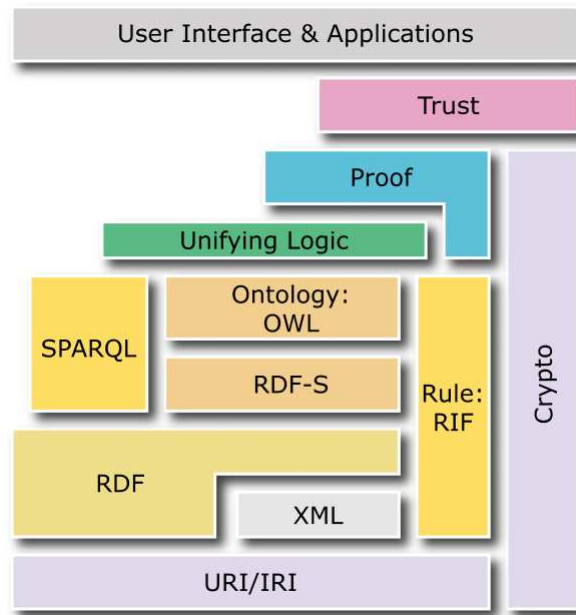 User Interface & Applications
Trust
Proof
Unifying Logic
Ontology:
OWL
SPARQL
RDF-S
Rule:
RIF
Crypto
RDF
XML
URI/IRI